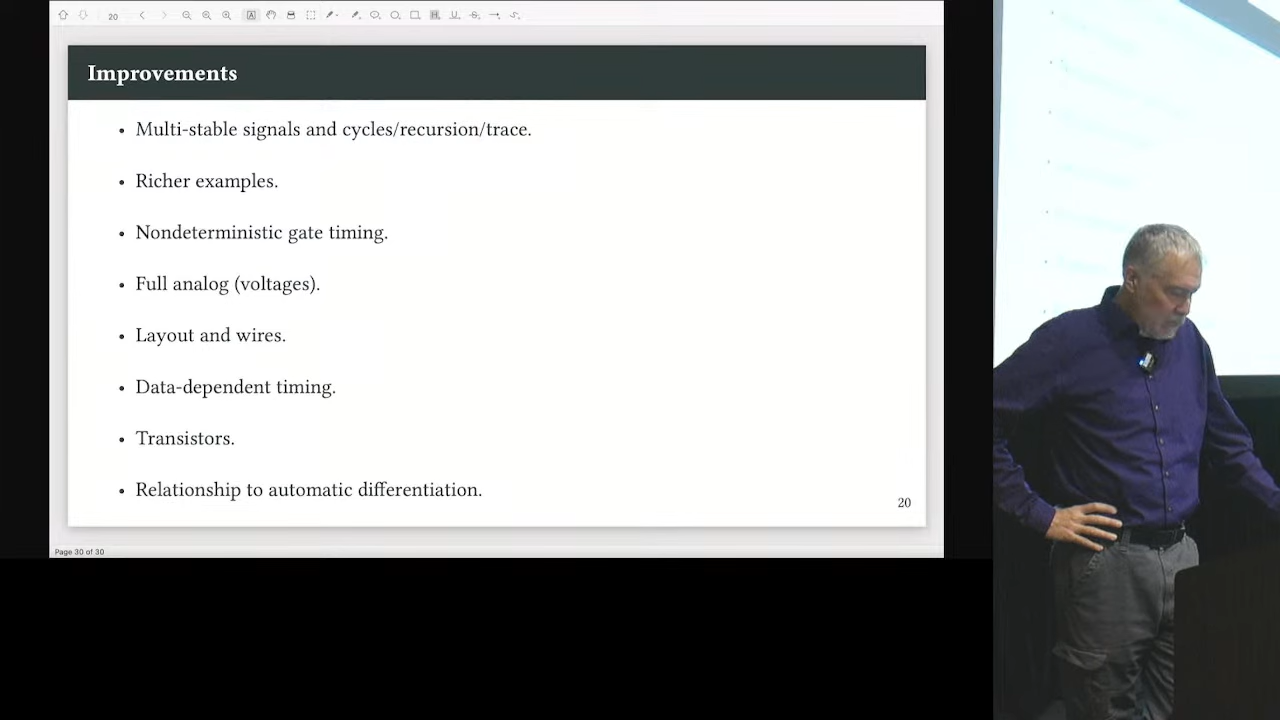 20
Improvements
• Multi-stable signals and cycles/recursion/trace.
• Richer examples.
• Nondeterministic gate timing.
• Full analog (voltages).
• Layout and wires.
• Data-dependent timing.
• Transistors.
• Relationship to automatic differentiation.
20
Page 30 of 30